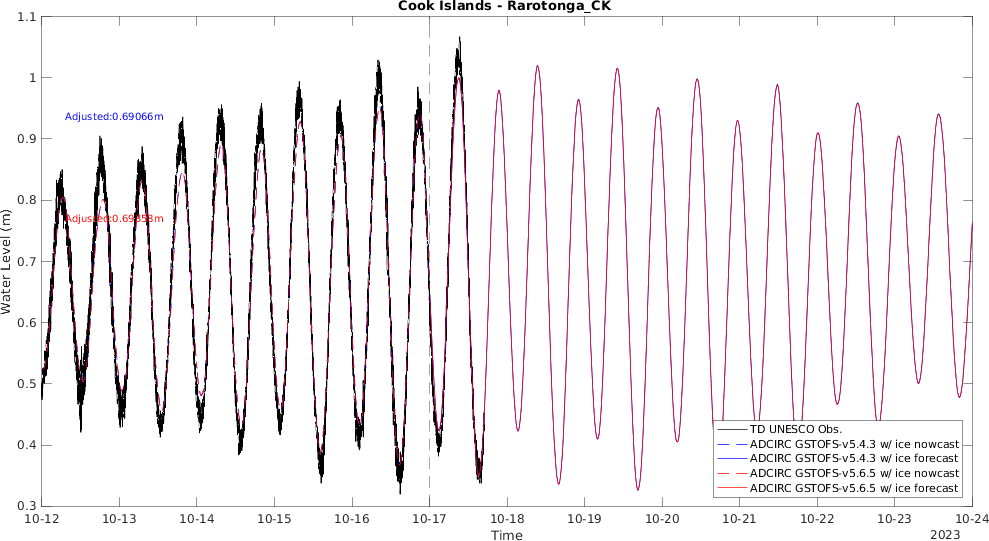 Cook Islands - Rarotonga_CK
Water Level (m)
1.1
1
0.9
0.8
0.7
0.6
0.5
0.4
0.3
Adjusted:0.69066m
Adjusted:0.69358m
TD UNESCO Obs.
ADCIRC GSTOFS-v5.4.3 w/ ice nowcast
ADCIRC GSTOFS-v5.4.3 w/ ice forecast
ADCIRC GSTOFS-v5.6.5 w/ ice nowcast
ADCIRC GSTOFS-v5.6.5 w/ ice forecast
10-12 10-13 10-14 10-15 10-16 10-17 10-18 10-19 10-20 10-21 10-22 10-23 10-24
Time
2023